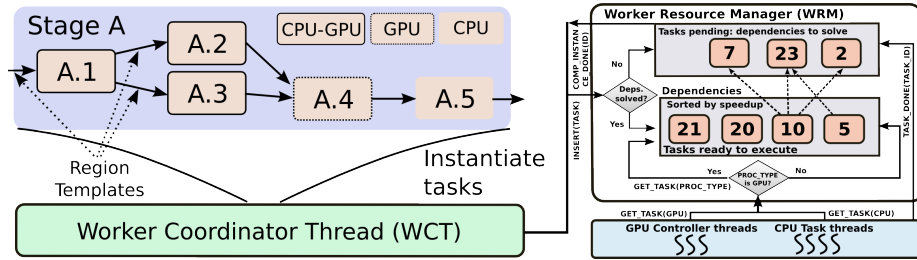 Stage A
CPU-GPU
GPU
CPU
A.1
A.2
A.3
A.4
A.5
Region
Templates
Instantiate
tasks
Worker Coordinator Thread (WCT)
INSERT(TASK)
COMP_INSTAN
CE_DONE(ID)
Worker Resource Manager (WRM)
Tasks pending: dependencies to solve
7
23
2
No
Deps.
solved?
Yes
Dependencies
Sorted by speedup
21
20
10
5
Tasks ready to execute
Yes
PROC_TYPE
is GPU?
No
GET_TASK(PROC_TYPE)
TASK_DONE(TASK_ID)
GET_TASK(GPU)
GET_TASK(CPU)
GPU Controller threads
CPU Task threads